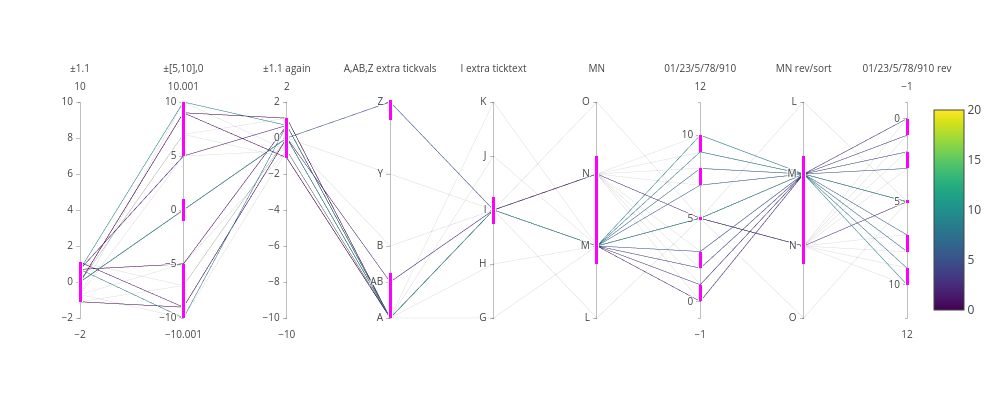 ±1.1 ±[5,10],0 ±1.1 again A,AB,Z extra tickvals I extra ticktext MN 01/23/5/78/910 MN rev/sort 01/23/5/78/910 rev
10 10.001 2 12 −1
10 10 2 Z K O L 20
8 0
6 5 0 J 10 15
4 −2 Y N M
2 0 −4 I 5 5 10
0 −6 B M N
−5 AB H 5
−8 0 10
−2 −10 −10 A G L O 0
−2 −10.001 −10 −1 12